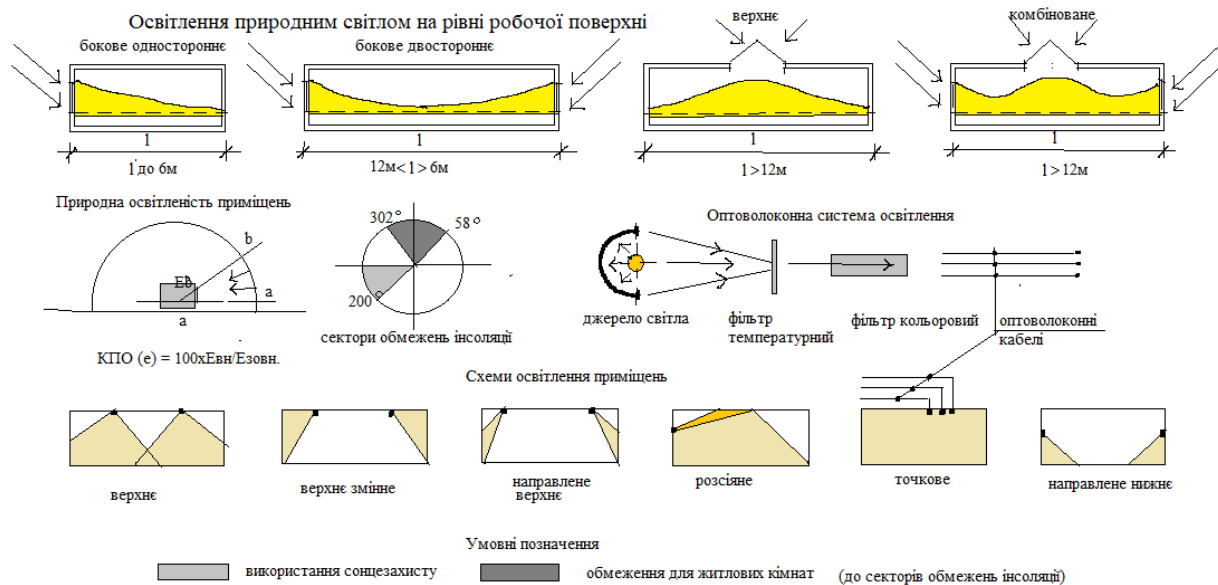 Освітлення природним світлом на рівні робочої поверхні
верхнє
комбіноване
бокове одностороннє
бокове двостороннє
1
1
1
1
1 до 6м
12м<1>6м
1>12м
1>12м
Природна освітленість приміщень
302°
58°
Оптоволоконна система освітлення
b
a
a
200°
джерело світла
фільтр
температурний
фільтр кольоровий
оптоволоконні
кабелі
сектори обмежень інсоляції
КПО (е) = 100хЕвн/Езовн.
Схеми освітлення приміщень
верхнє
верхнє змінне
направлене
верхнє
розсіяне
точкове
направлене нижнє
Умовні позначення
використання сонцезахисту
обмеження для житлових кімнат
(до секторів обмежень інсоляції)